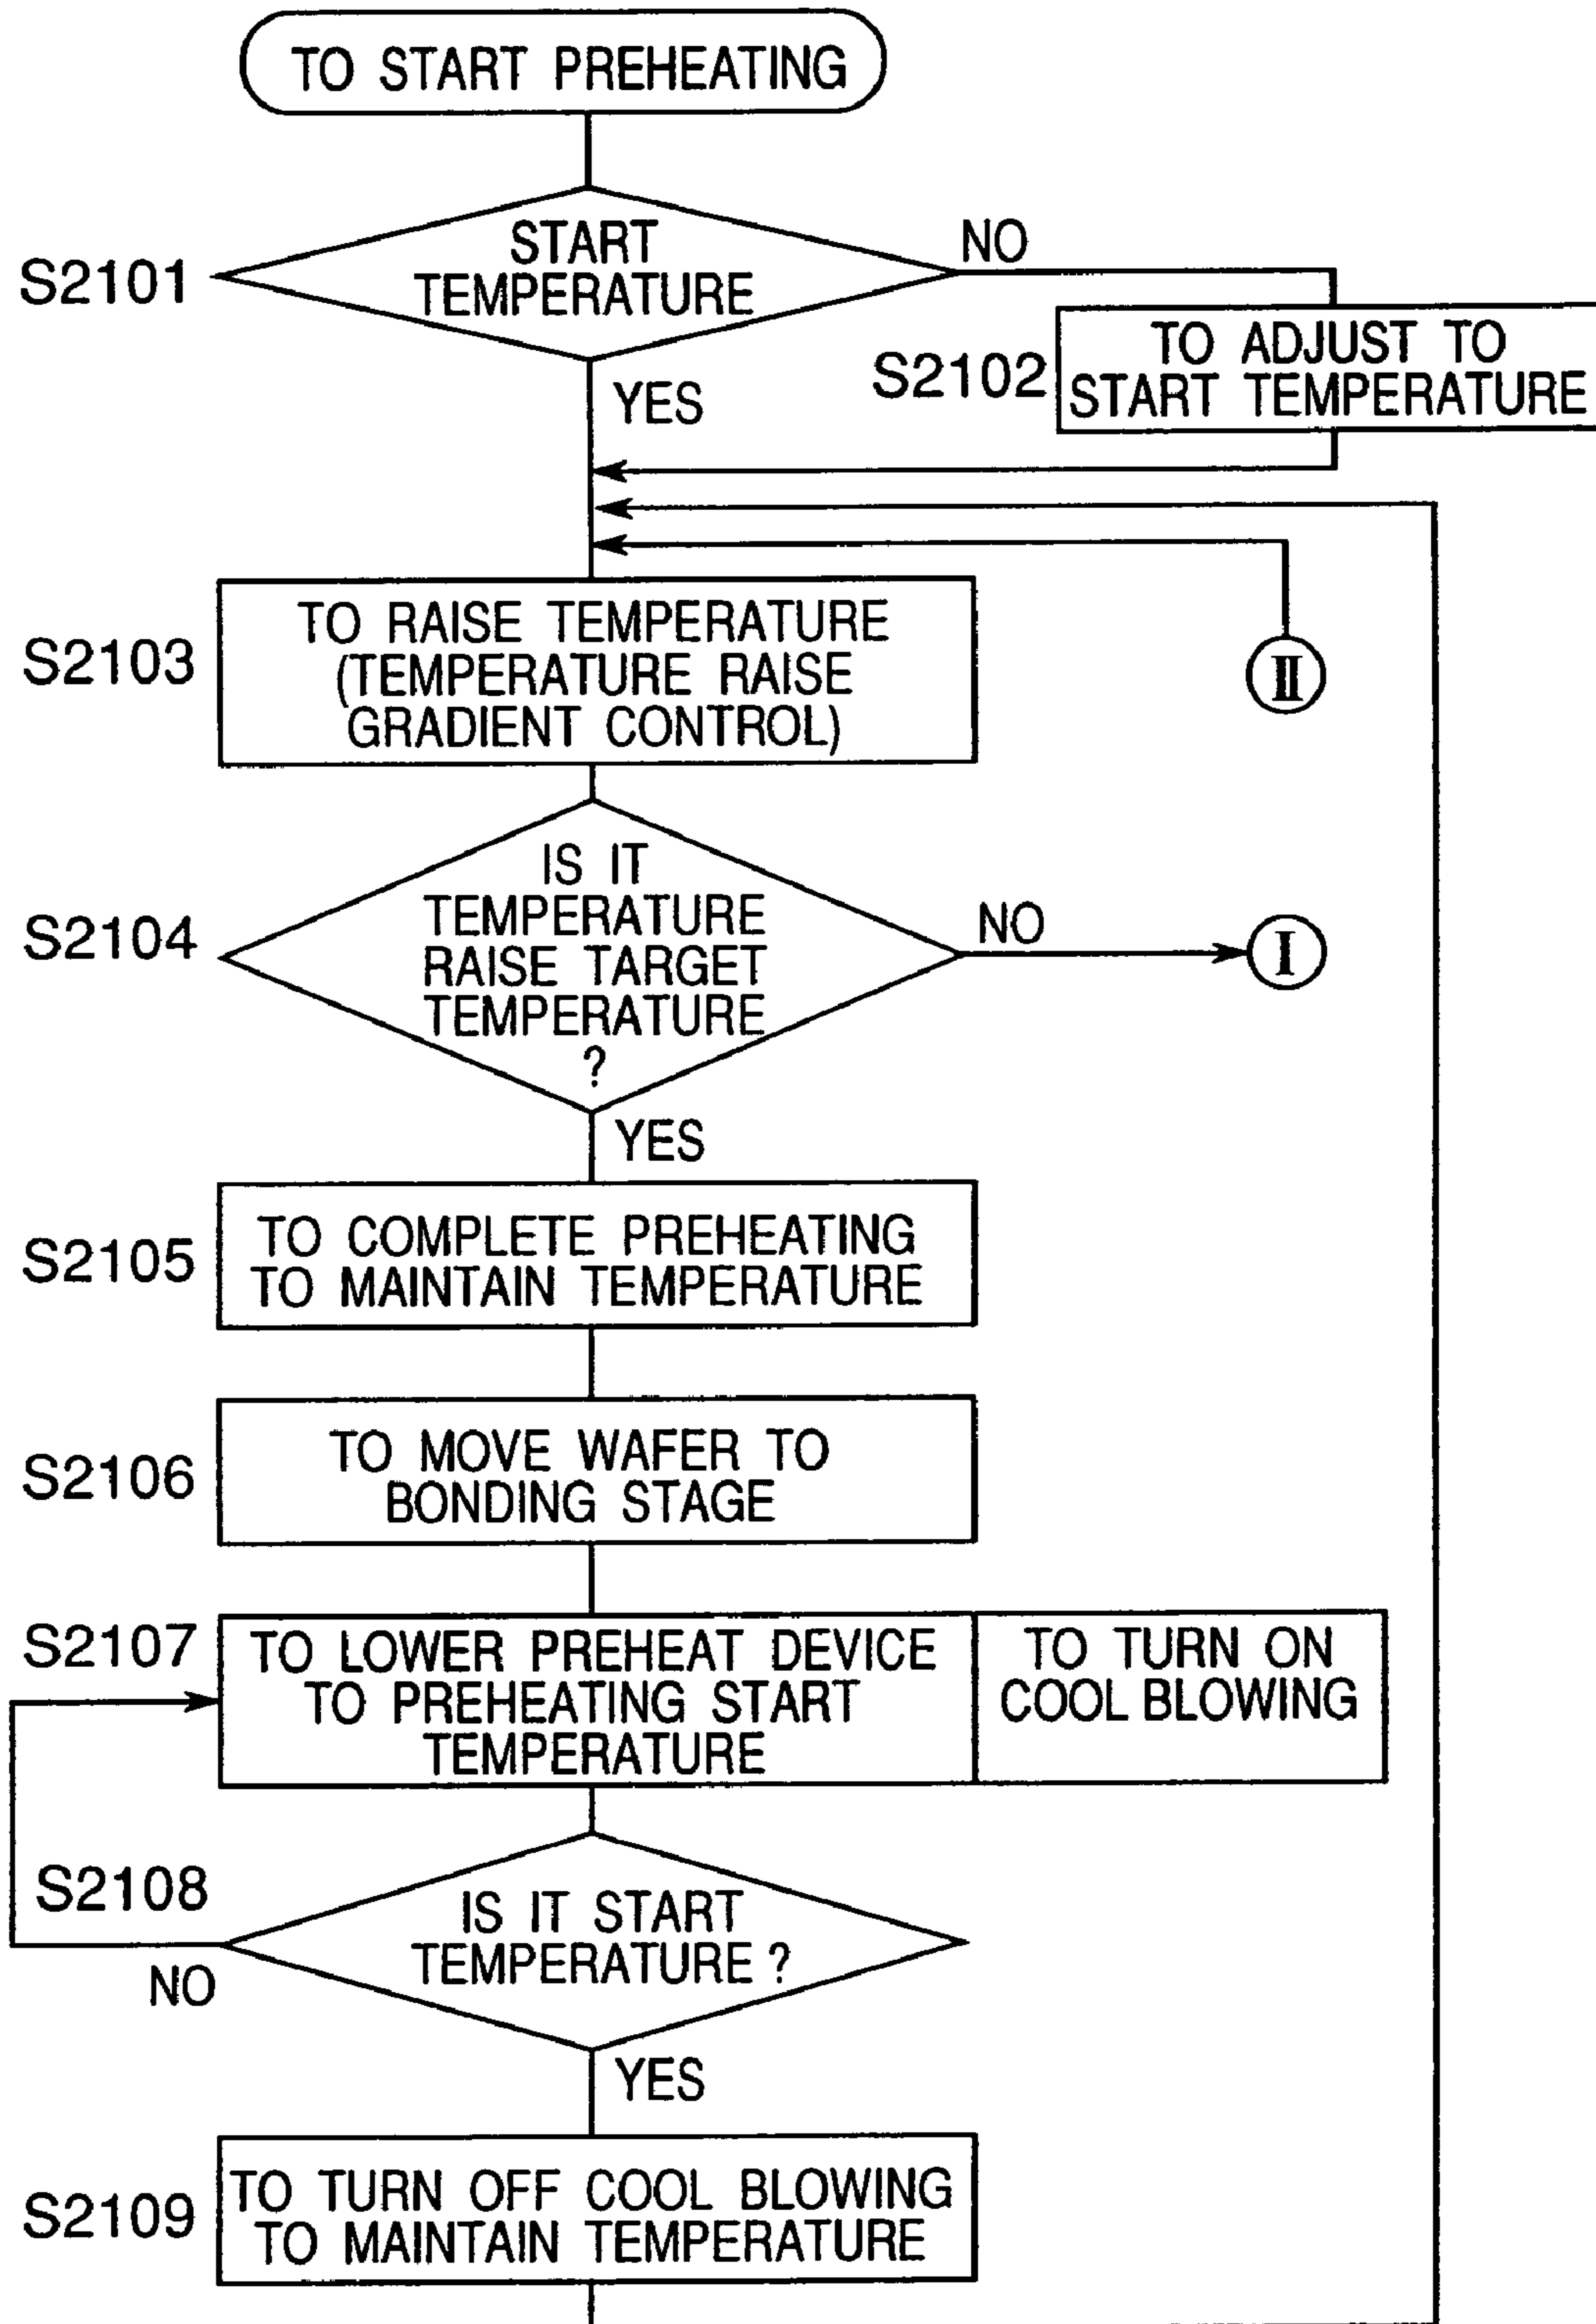 TO START PREHEATING
S2101
START
TEMPERATURE
NO
YES
S2102
TO ADJUST TO
START TEMPERATURE
S2103
TO RAISE TEMPERATURE
(TEMPERATURE RAISE
GRADIENT CONTROL)
II
S2104
IS IT
TEMPERATURE
RAISE TARGET
TEMPERATURE
?
NO
I
YES
S2105
TO COMPLETE PREHEATING
TO MAINTAIN TEMPERATURE
S2106
TO MOVE WAFER TO
BONDING STAGE
S2107
TO LOWER PREHEAT DEVICE
TO PREHEATING START
TEMPERATURE
TO TURN ON
COOL BLOWING
S2108
IS IT START
TEMPERATURE ?
NO
YES
S2109
TO TURN OFF COOL BLOWING
TO MAINTAIN TEMPERATURE